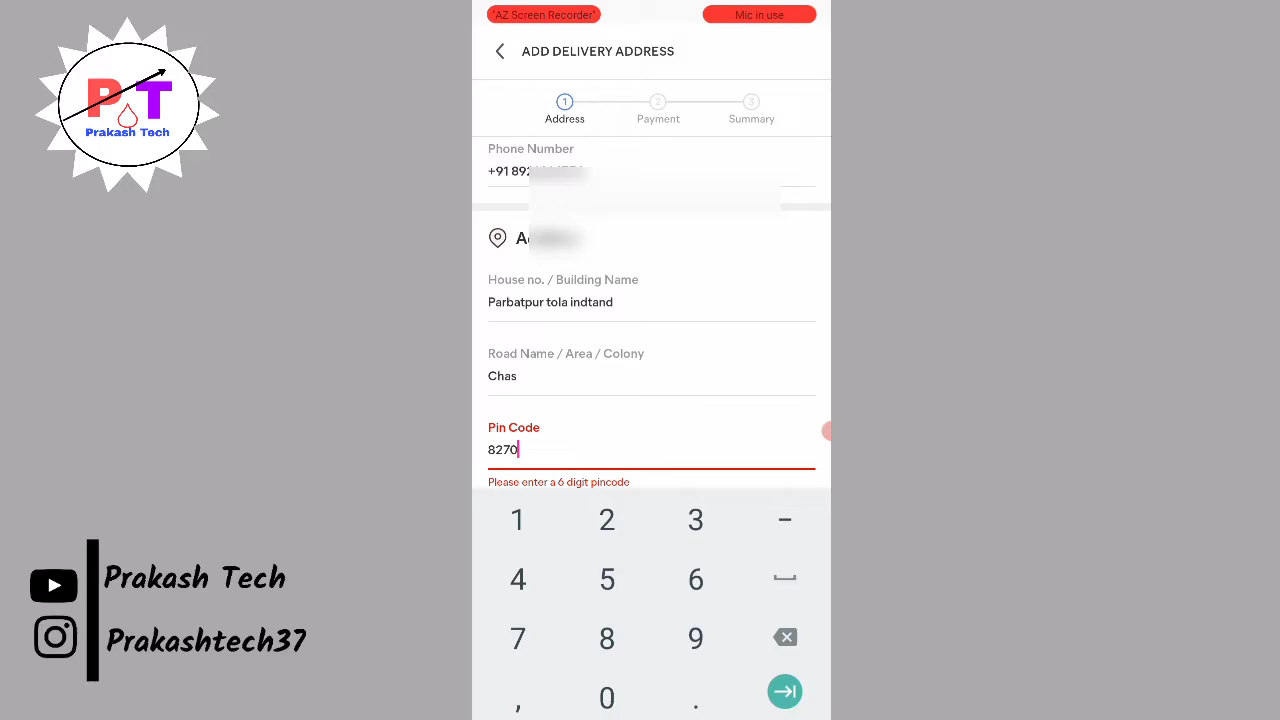 "AZ Screen Recorder"
Mic in use
ADD DELIVERY ADDRESS
1
2
3
Address
Payment
Summary
Phone Number
+91 892
House no. / Building Name
Parbatpur tola indtand
Road Name / Area / Colony
Chas
Pin Code
8270
Please enter a 6 digit pincode
1 2 3 -
4 5 6
7 8 9
, 0 .
PT
Prakash Tech
Prakash Tech
Prakashtech37